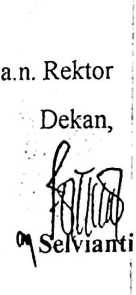 a.n. Rektor
Dekan,
Selvianti